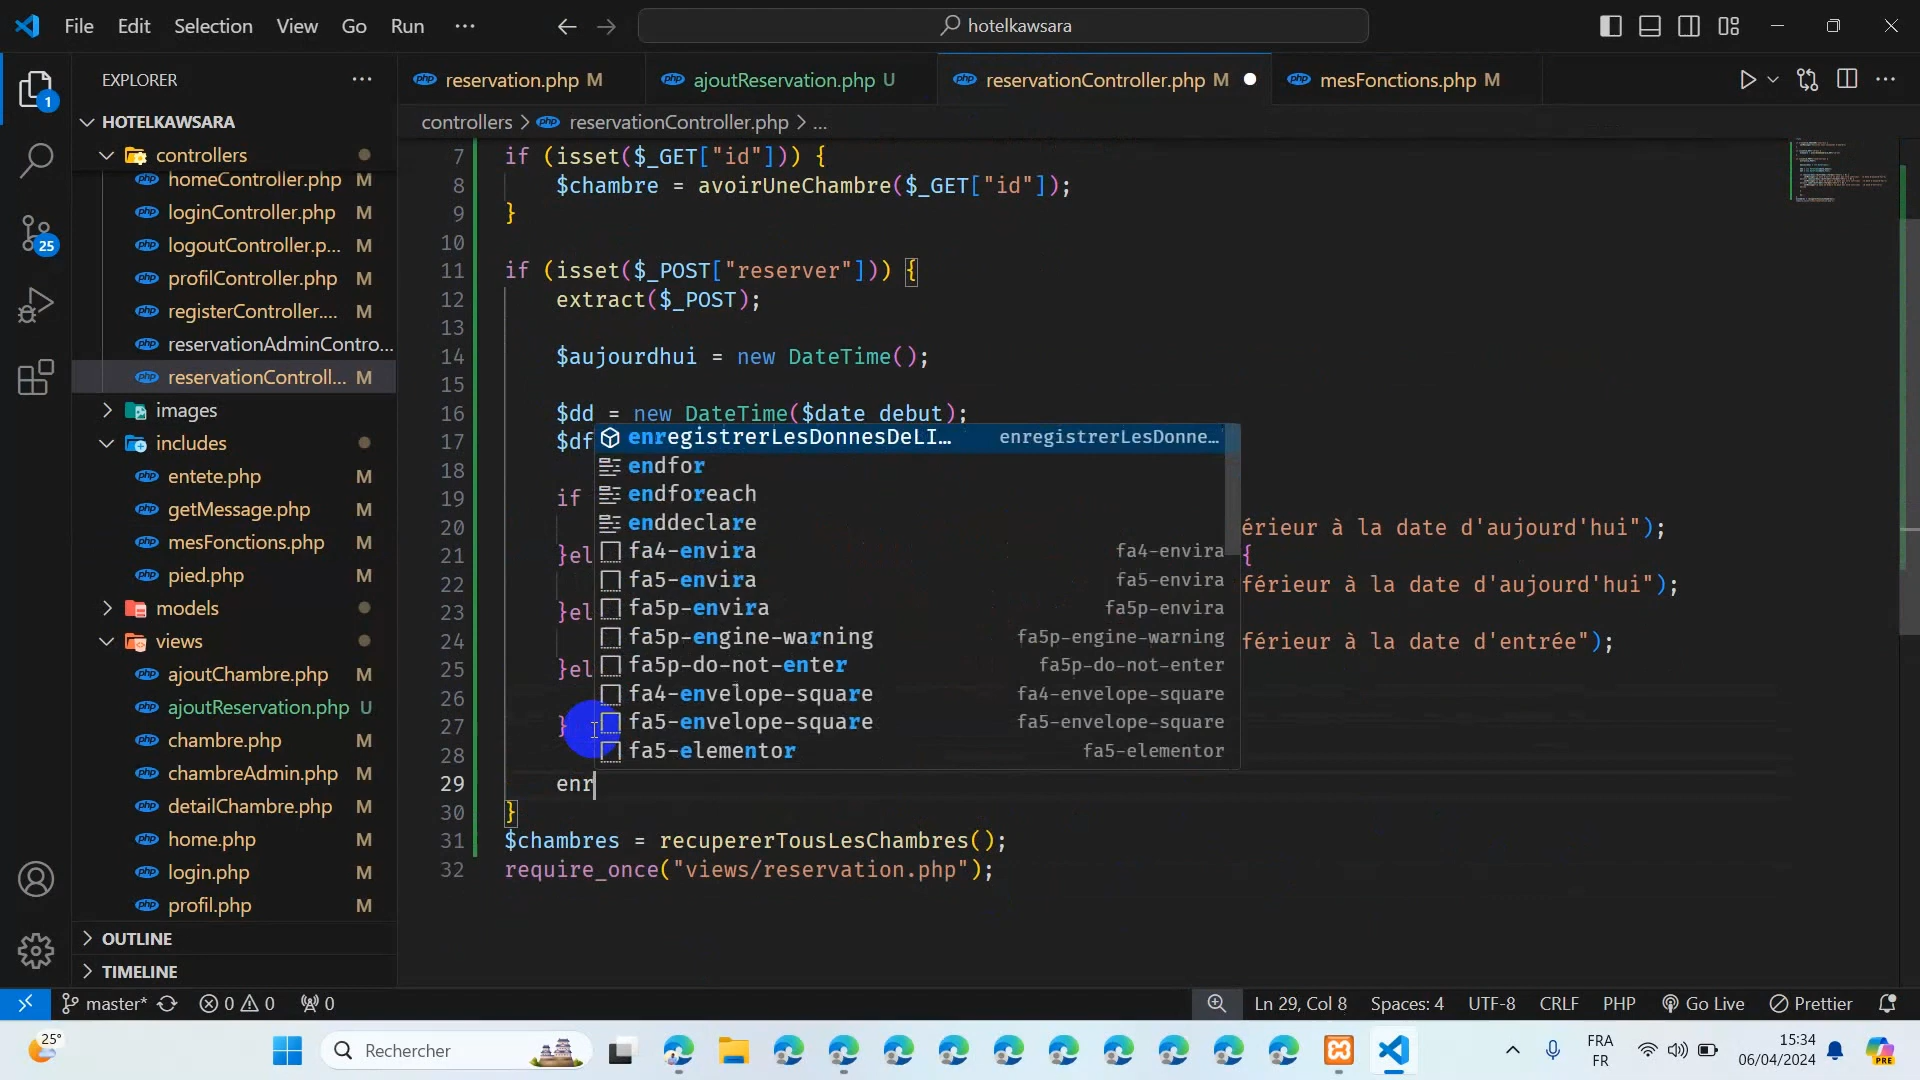 File Edit Selection View Go Run ... hotelkawsara
EXPLORER ...
HOTELKAWSARA
controllers
homeController.php M
loginController.php M
logoutController.p... M
profilController.php M
registerController.... M
reservationAdminContro...
reservationControll... M
images
includes
entete.php M
getMessage.php M
mesFonctions.php M
pied.php M
models
views
ajoutChambre.php M
ajoutReservation.php U
chambre.php M
chambreAdmin.php M
detailChambre.php M
home.php M
login.php M
profil.php M
OUTLINE
TIMELINE
1
25
reservation.php M ajoutReservation.php U reservationController.php M mesFonctions.php M
controllers > reservationController.php > ...
7 if (isset($_GET["id"])) {
8 $chambre = avoirUneChambre($_GET["id"]);
9 }
10
11 if (isset($_POST["reserver"])) {
12 extract($_POST);
13
14 $aujourdhui = new DateTime();
15
16 $dd = new DateTime($date_debut);
17 $df
18
19 if
20 érieur à la date d'aujourd'hui");
21 }el {
22 férieur à la date d'aujourd'hui");
23 }el
24 férieur à la date d'entrée");
25 }el
26
27 }
28
29 enr
30 }
31 $chambres = recupererTousLesChambres();
32 require_once("views/reservation.php");
enregistrerLesDonnesDeLI... enregistrerLesDonne...
endfor
endforeach
enddeclare
fa4-envira fa4-envira
fa5-envira fa5-envira
fa5p-envira fa5p-envira
fa5p-engine-warning fa5p-engine-warning
fa5p-do-not-enter fa5p-do-not-enter
fa4-envelope-square fa4-envelope-square
fa5-envelope-square fa5-envelope-square
fa5-elementor fa5-elementor
master* 0 0 0 Ln 29, Col 8 Spaces: 4 UTF-8 CRLF PHP Go Live Prettier
25° Rechercher FRA FR 15:34 06/04/2024 PRE